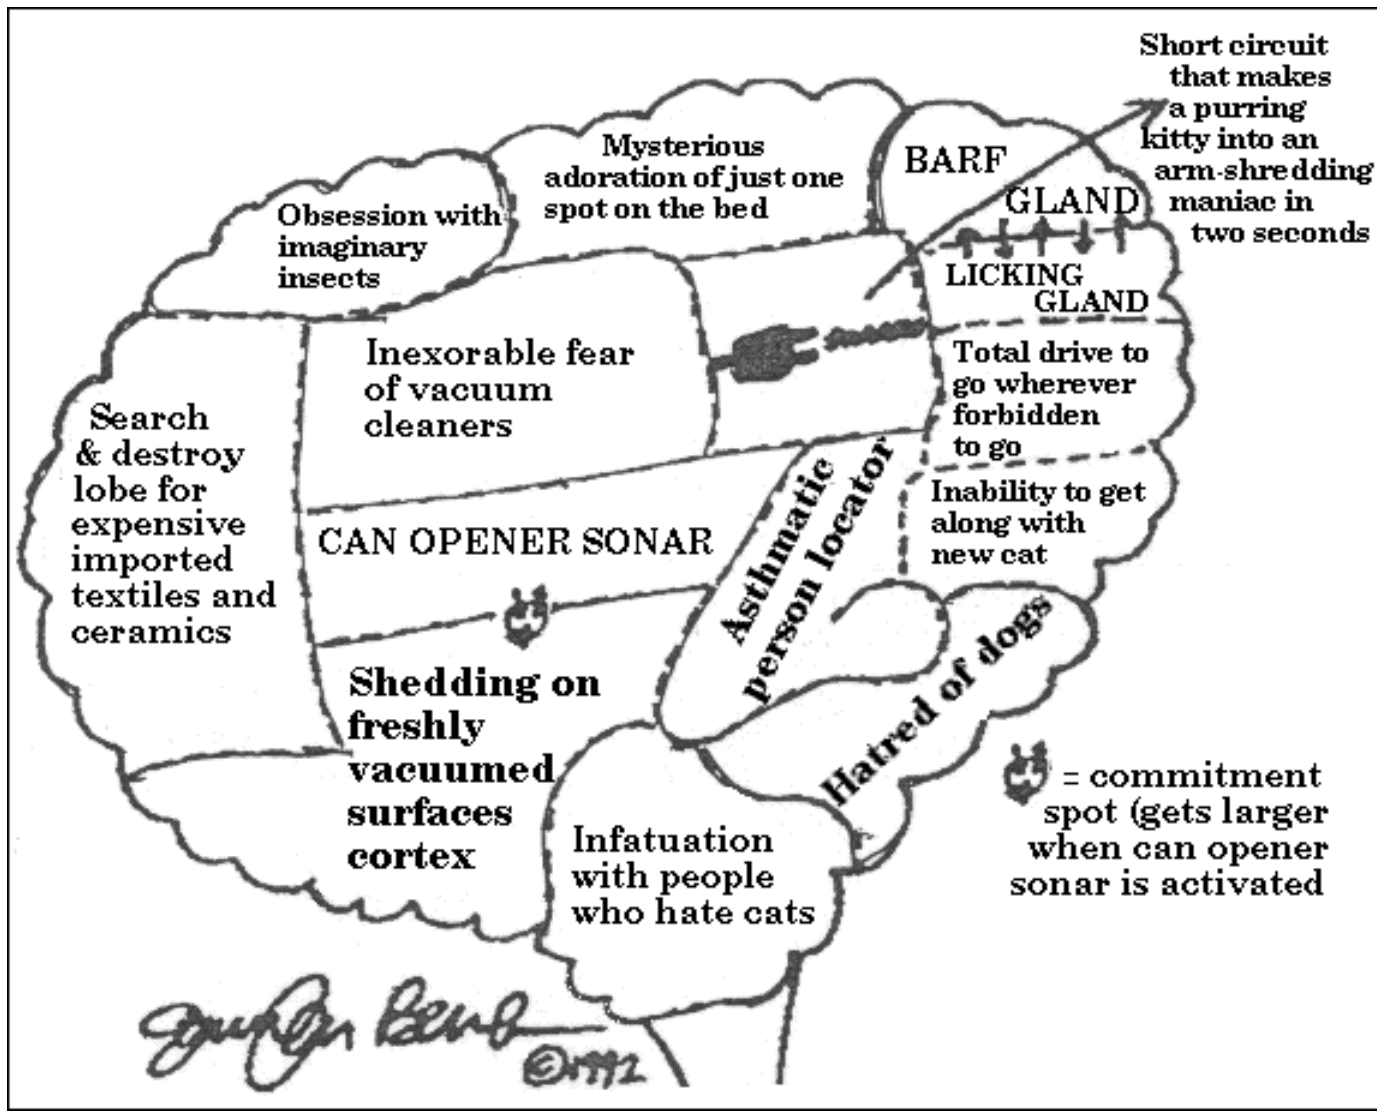 Short circuit
that makes
a purring
kitty into an
arm-shredding
maniac in
two seconds
Mysterious
adoration of just one
spot on the bed
BARF
GLAND
Obsession with
imaginary
insects
LICKING
GLAND
Inexorable fear
of vacuum
cleaners
Total drive to
go wherever
forbidden
to go
Search
& destroy
lobe for
expensive
imported
textiles and
ceramics
CAN OPENER SONAR
Asthmatic
person locator
Inability to get
along with
new cat
Shedding on
freshly
vacuumed
surfaces
cortex
Hatred of dogs
= commitment
spot (gets larger
when can opener
sonar is activated
Infatuation
with people
who hate cats
©1992